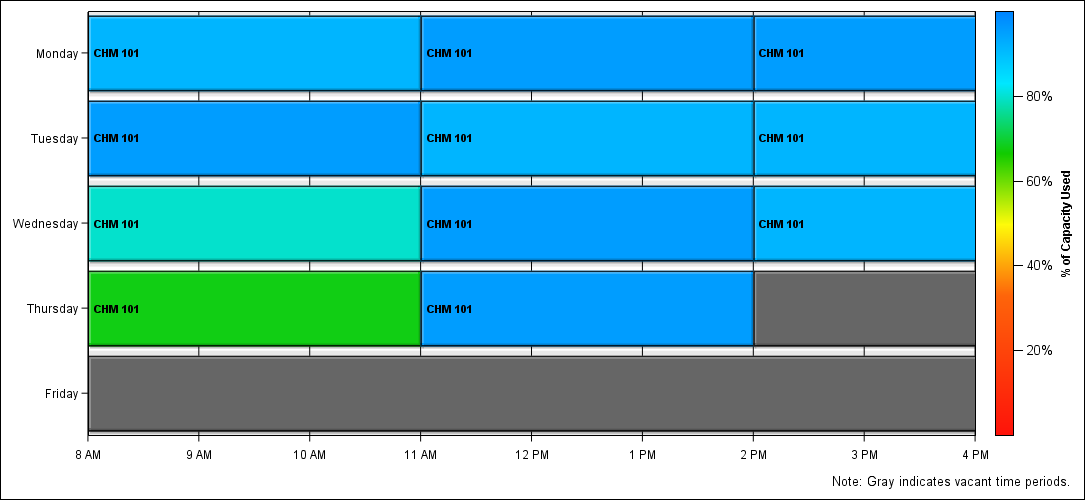 Monday
CHM 101
CHM 101
CHM 101
Tuesday
CHM 101
CHM 101
CHM 101
Wednesday
CHM 101
CHM 101
CHM 101
Thursday
CHM 101
CHM 101
Friday
8 AM
9 AM
10 AM
11 AM
12 PM
1 PM
2 PM
3 PM
4 PM
80%
60%
40%
20%
% of Capacity Used
Note: Gray indicates vacant time periods.